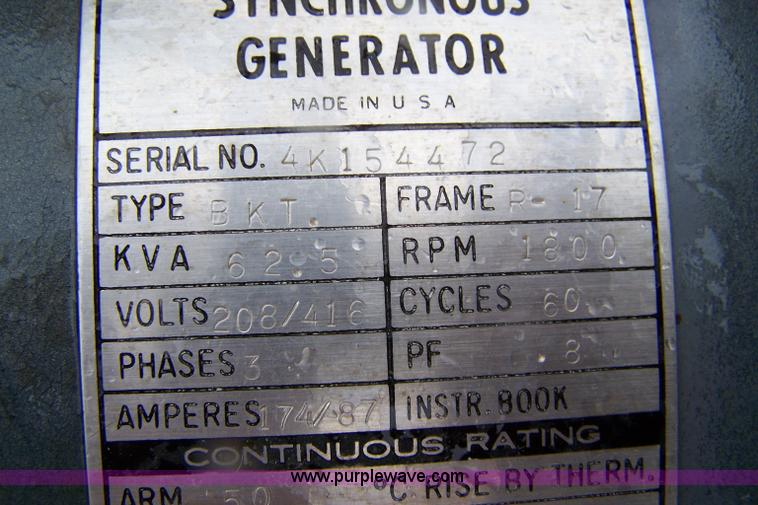 SYNCHRONOUS
GENERATOR
MADE IN U S A
SERIAL NO. 4K154472
TYPE BKT. FRAME P-17
KVA 62.5 RPM 1800
VOLTS 208/416 CYCLES 60
PHASES 3 PF .8
AMPERES 174/87 INSTR. BOOK
CONTINUOUS RATING
www.purplewave.com
ARM 50 °C RISE BY THERM.